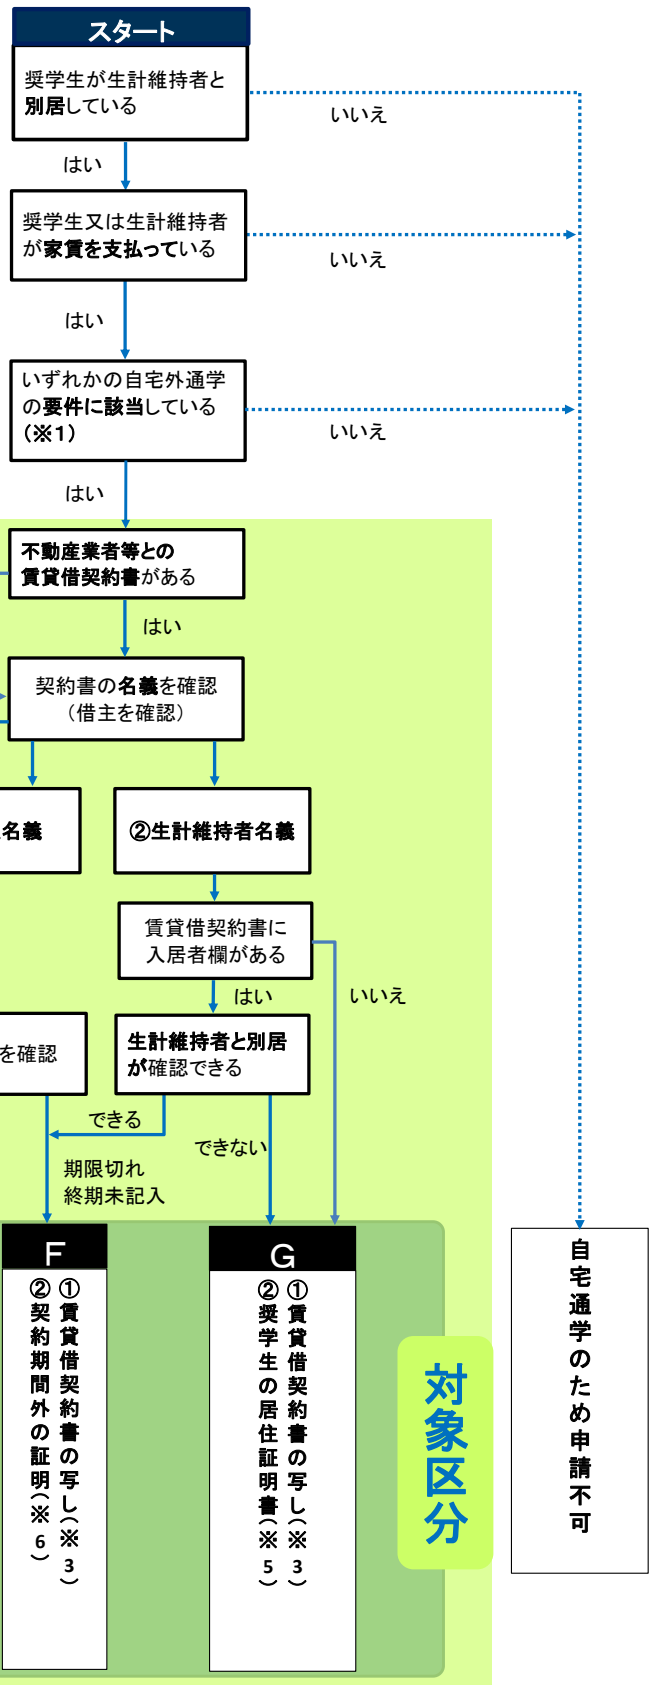 スタート
奨学生が生計維持者と
別居している
いいえ
はい
奨学生又は生計維持者
が家賃を支払っている
いいえ
はい
いずれかの自宅外通学
の要件に該当している
(※1)
いいえ
はい
不動産業者等との
賃貸借契約書がある
はい
契約書の名義を確認
(借主を確認)
名義
②生計維持者名義
賃貸借契約書に
入居者欄がある
はい
いいえ
を確認
生計維持者と別居
が確認できる
できる
できない
期限切れ
終期未記入
F
①賃貸借契約書の写し(※3)
②契約期間外の証明(※6)
G
①賃貸借契約書の写し(※3)
②奨学生の居住証明書(※5)
対象区分
自宅通学のため申請不可